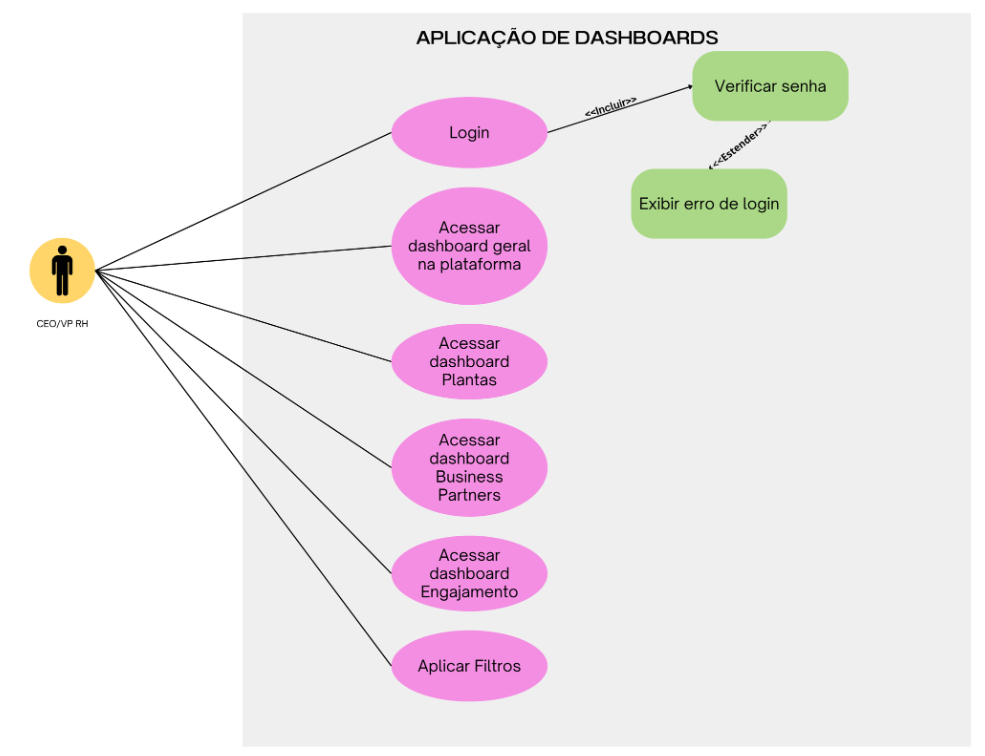 APLICAÇÃO DE DASHBOARDS
Verificar senha
<<Incluir>>
Login
<<Estender>>
Exibir erro de login
Acessar
dashboard geral
na plataforma
CEO/VP RH
Acessar
dashboard
Plantas
Acessar
dashboard
Business
Partners
Acessar
dashboard
Engajamento
Aplicar Filtros